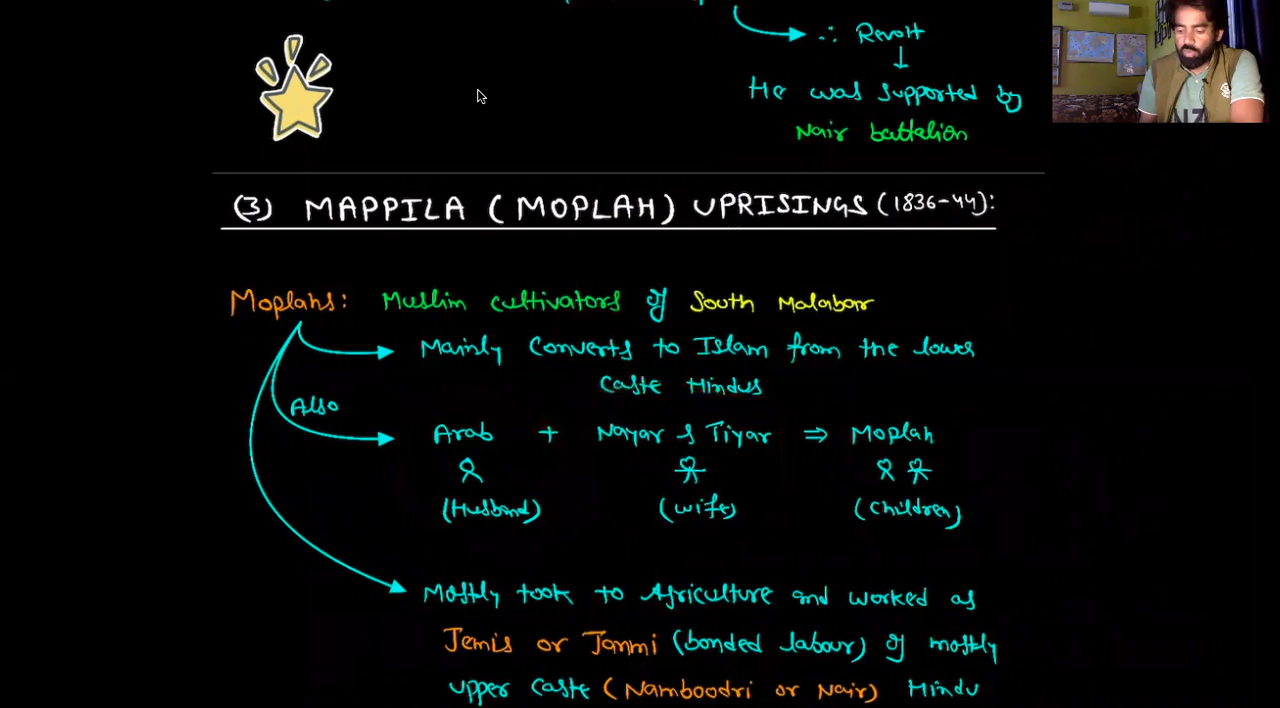 ∴ Revolt
He was supported by
Nair battalion
(3) MAPPILA (MOPLAH) UPRISINGS (1836-44):
Moplahs: Muslim cultivators of South Malabar
Mainly Converts to Islam from the lower
Caste Hindus
Also
Arab + Nayar & Tiyar ⇒ Moplah
(Husband) (wife) (children)
Mostly took to Agriculture and worked as
Jemis or Janmi (bonded labour) of mostly
upper caste (Namboodri or Nair) Hindu